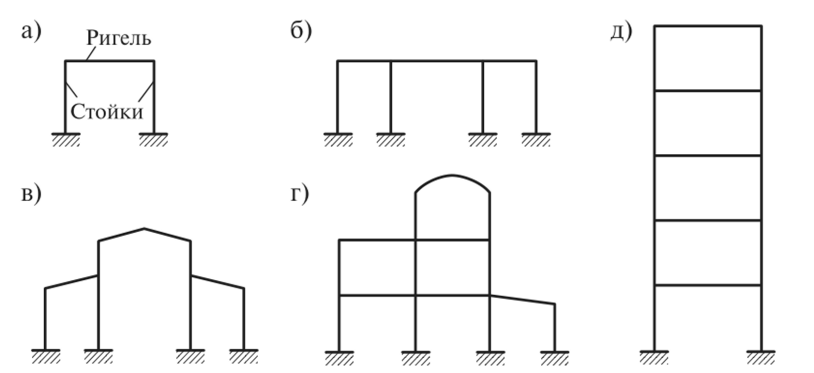 а)
Ригель
Стойки
б)
д)
в)
г)